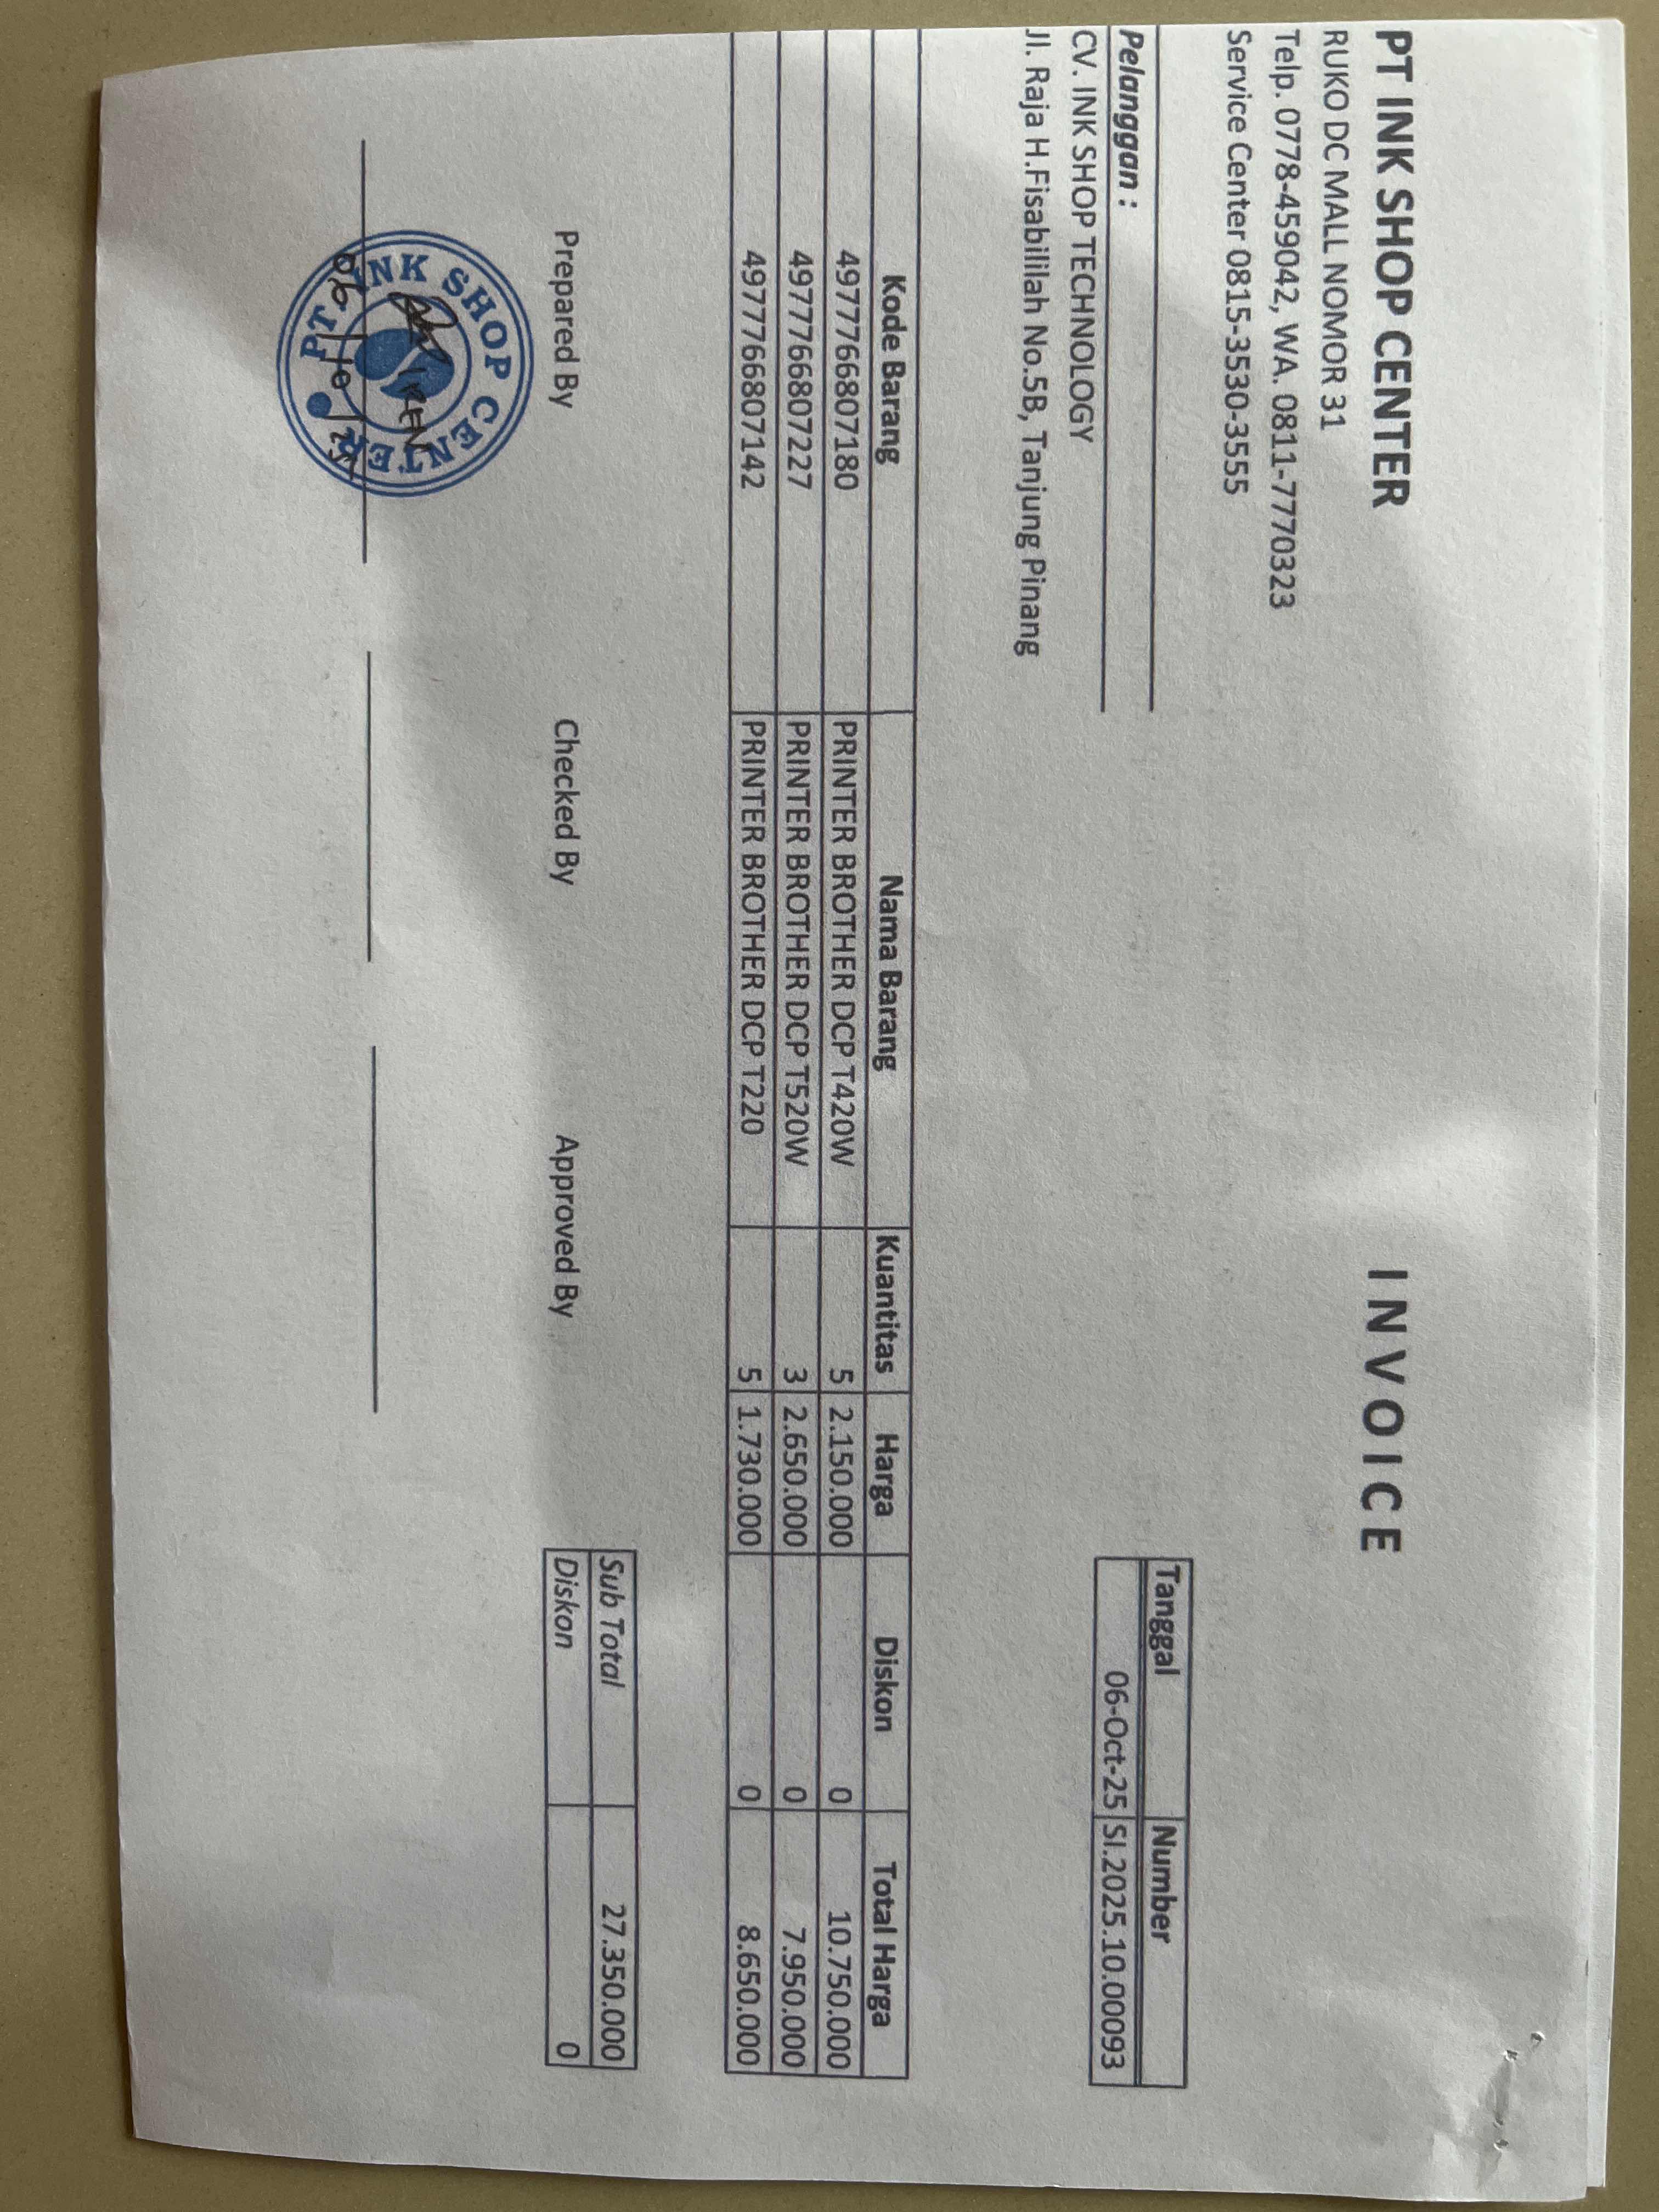 PT INK SHOP CENTER
INVOICE
RUKO DC MALL NOMOR 31
Telp. 0778-459042, WA. 0811-7770323
Service Center 0815-3530-3555
Tanggal Number
06-Oct-25 SI.2025.10.00093
Pelanggan :
CV. INK SHOP TECHNOLOGY
Jl. Raja H.Fisabililah No.5B, Tanjung Pinang
Kode Barang Nama Barang Kuantitas Harga Diskon Total Harga
4977766807180 PRINTER BROTHER DCP T420W 5 2.150.000 0 10.750.000
4977766807227 PRINTER BROTHER DCP T520W 3 2.650.000 0 7.950.000
4977766807142 PRINTER BROTHER DCP T220 5 1.730.000 0 8.650.000
Sub Total 27.350.000
Diskon 0
Prepared By Checked By Approved By
PT. INK SHOP CENTER
06/10/25